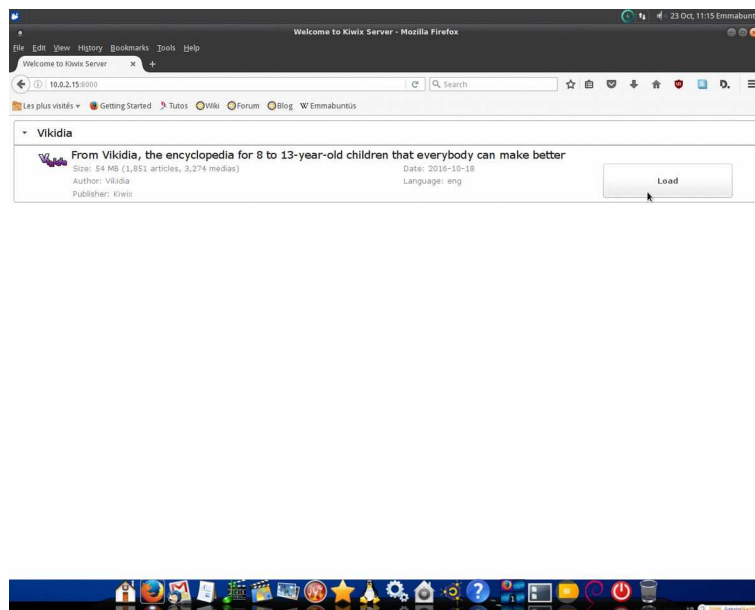 23 Oct, 11:15 Emmabunt
Welcome to Kiwix Server - Mozilla Firefox
File Edit View History Bookmarks Tools Help
Welcome to Kiwix Server × +
10.0.2.15:8000 Search
Les plus visités Getting Started Tutos Wiki Forum Blog W Emmabuntüs
Vikidia
From Vikidia, the encyclopedia for 8 to 13-year-old children that everybody can make better
Size: 54 MB (1,851 articles, 3,274 medias) Date: 2016-10-18
Author: Vikidia Language: eng
Load
Publisher: Kiwix